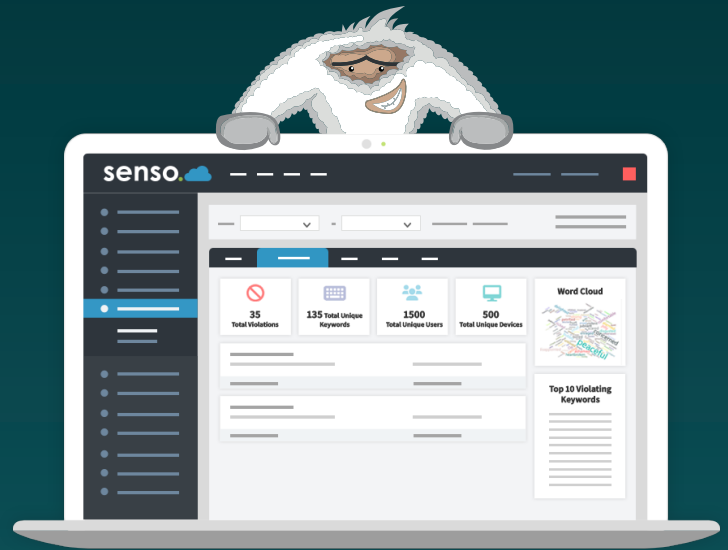 senso.
35
Total Violations
135 Total Unique
Keywords
1500
Total Unique Users
500
Total Unique Devices
Word Cloud
peaceful
Top 10 Violating
Keywords